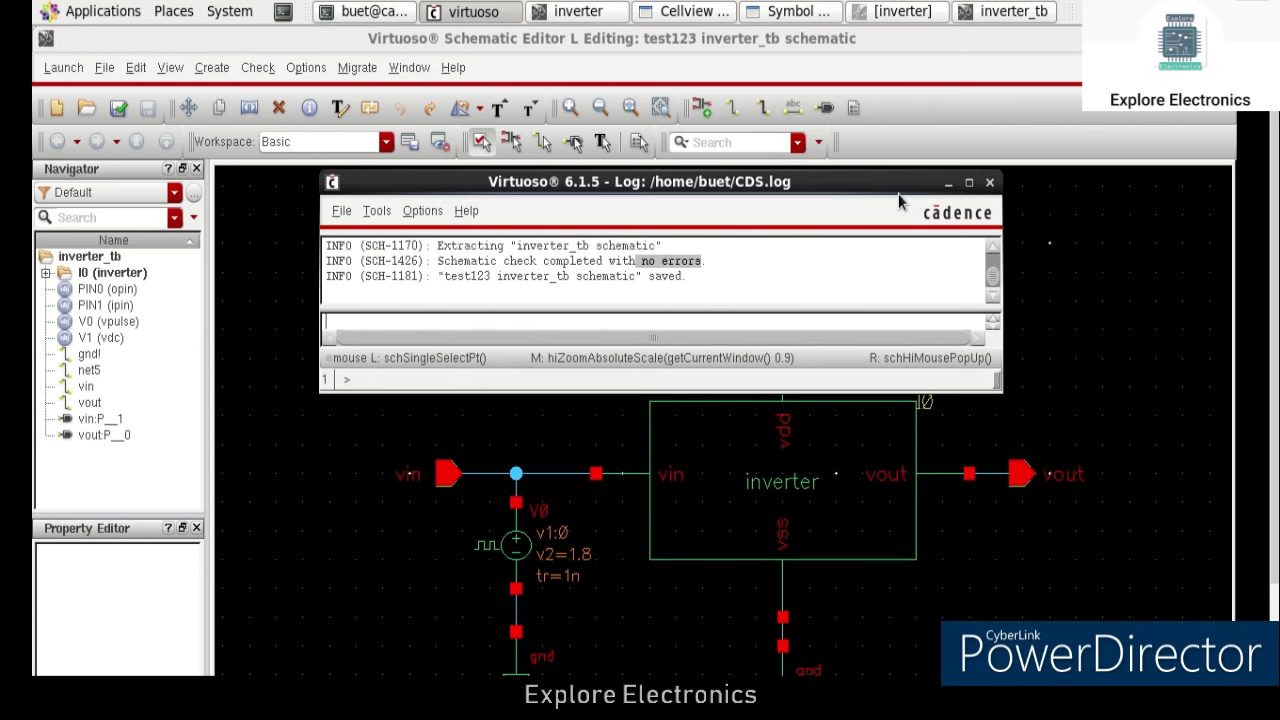 Applications Places System buet@ca... virtuoso inverter Cellview ... Symbol ... [inverter] inverter_tb
Virtuoso® Schematic Editor L Editing: test123 inverter_tb schematic
Launch File Edit View Create Check Options Migrate Window Help
Explore Electronics
Explore Electronics
T T T
abc
Workspace: Basic T Search
Navigator ?
Default ...
Search
Name
inverter_tb
I0 (inverter)
PIN0 (opin)
PIN1 (ipin)
V0 (vpulse)
V1 (vdc)
gnd!
net5
vin
vout
vin:P__1
vout:P__0
Property Editor ?
Virtuoso® 6.1.5 - Log: /home/buet/CDS.log
File Tools Options Help
cādence
INFO (SCH-1170): Extracting "inverter_tb schematic"
INFO (SCH-1426): Schematic check completed with no errors.
INFO (SCH-1181): "test123 inverter_tb schematic" saved.
mouse L: schSingleSelectPt() M: hiZoomAbsoluteScale(getCurrentWindow() 0.9) R: schHiMousePopUp()
1 >
I0
vdd
vin vin inverter vout vout
vss
V0
v1:0
v2=1.8
tr=1n
gnd
gnd
CyberLink
PowerDirector
Explore Electronics